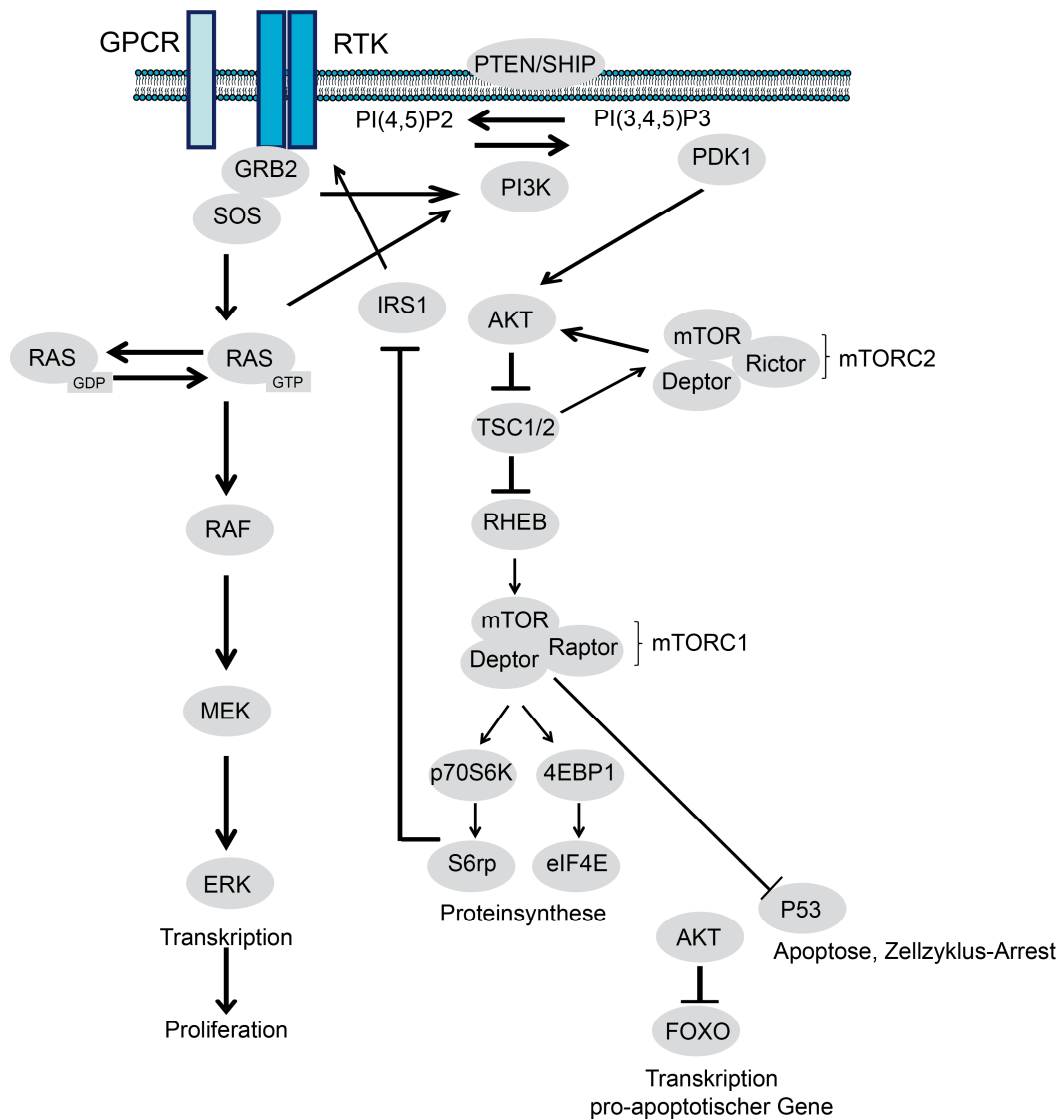 GPCR
RTK
PTEN/SHIP
PI(4,5)P2
PI(3,4,5)P3
GRB2
PI3K
PDK1
SOS
IRS1
AKT
mTOR
Rictor
Deptor
mTORC2
RAS
GDP
RAS
GTP
TSC1/2
RAF
RHEB
mTOR
Raptor
Deptor
mTORC1
MEK
p70S6K
4EBP1
ERK
S6rp
eIF4E
P53
Transkription
Proteinsynthese
AKT
Apoptose, Zellzyklus-Arrest
Proliferation
FOXO
Transkription
pro-apoptotischer Gene